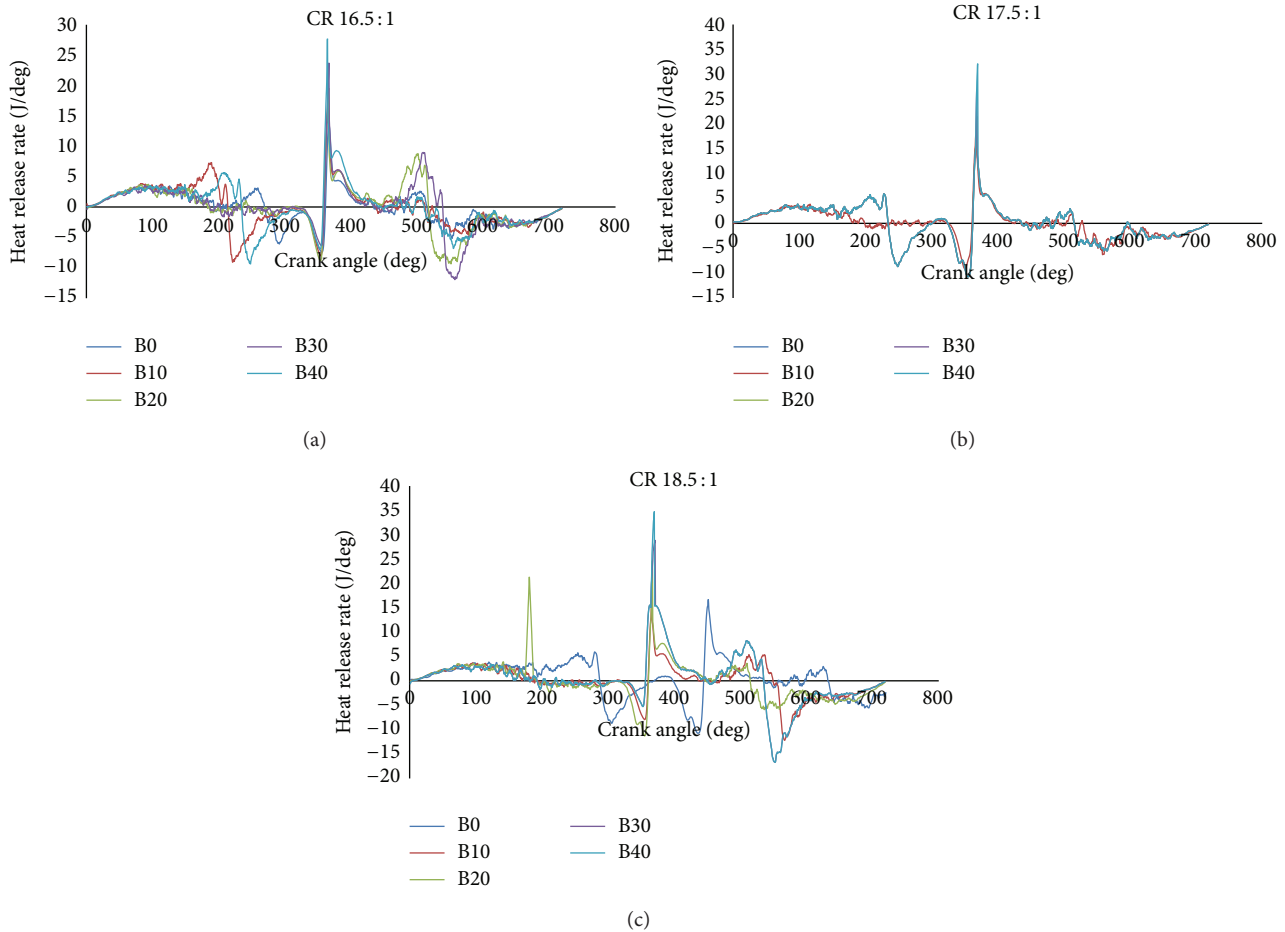 CR 16.5 : 1
Heat release rate (J/deg)
30
25
20
15
10
5
0
−5
−10
−15
0 100 200 300 400 500 600 700 800
Crank angle (deg)
B0
B10
B20
B30
B40
(a)
CR 17.5 : 1
Heat release rate (J/deg)
40
35
30
25
20
15
10
5
0
−5
−10
−15
0 100 200 300 400 500 600 700 800
Crank angle (deg)
B0
B10
B20
B30
B40
(b)
CR 18.5 : 1
Heat release rate (J/deg)
40
35
30
25
20
15
10
5
0
−5
−10
−15
−20
0 100 200 300 400 500 600 700 800
Crank angle (deg)
B0
B10
B20
B30
B40
(c)